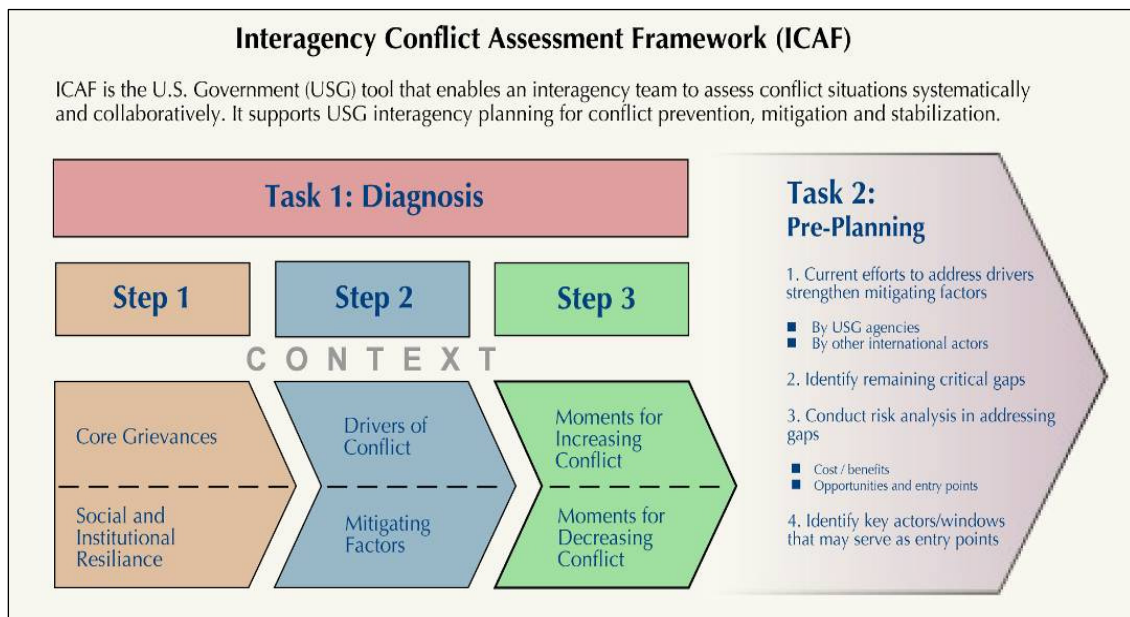 Interagency Conflict Assessment Framework (ICAF)
ICAF is the U.S. Government (USG) tool that enables an interagency team to assess conflict situations systematically
and collaboratively. It supports USG interagency planning for conflict prevention, mitigation and stabilization.
Task 1: Diagnosis
Step 1
Step 2
Step 3
CONTEXT
Core Grievances
Social and
Institutional
Resiliance
Drivers of
Conflict
Mitigating
Factors
Moments for
Increasing
Conflict
Moments for
Decreasing
Conflict
Task 2:
Pre-Planning
1. Current efforts to address drivers
strengthen mitigating factors
■ By USG agencies
■ By other international actors
2. Identify remaining critical gaps
3. Conduct risk analysis in addressing
gaps
■ Cost / benefits
■ Opportunities and entry points
4. Identify key actors/windows
that may serve as entry points